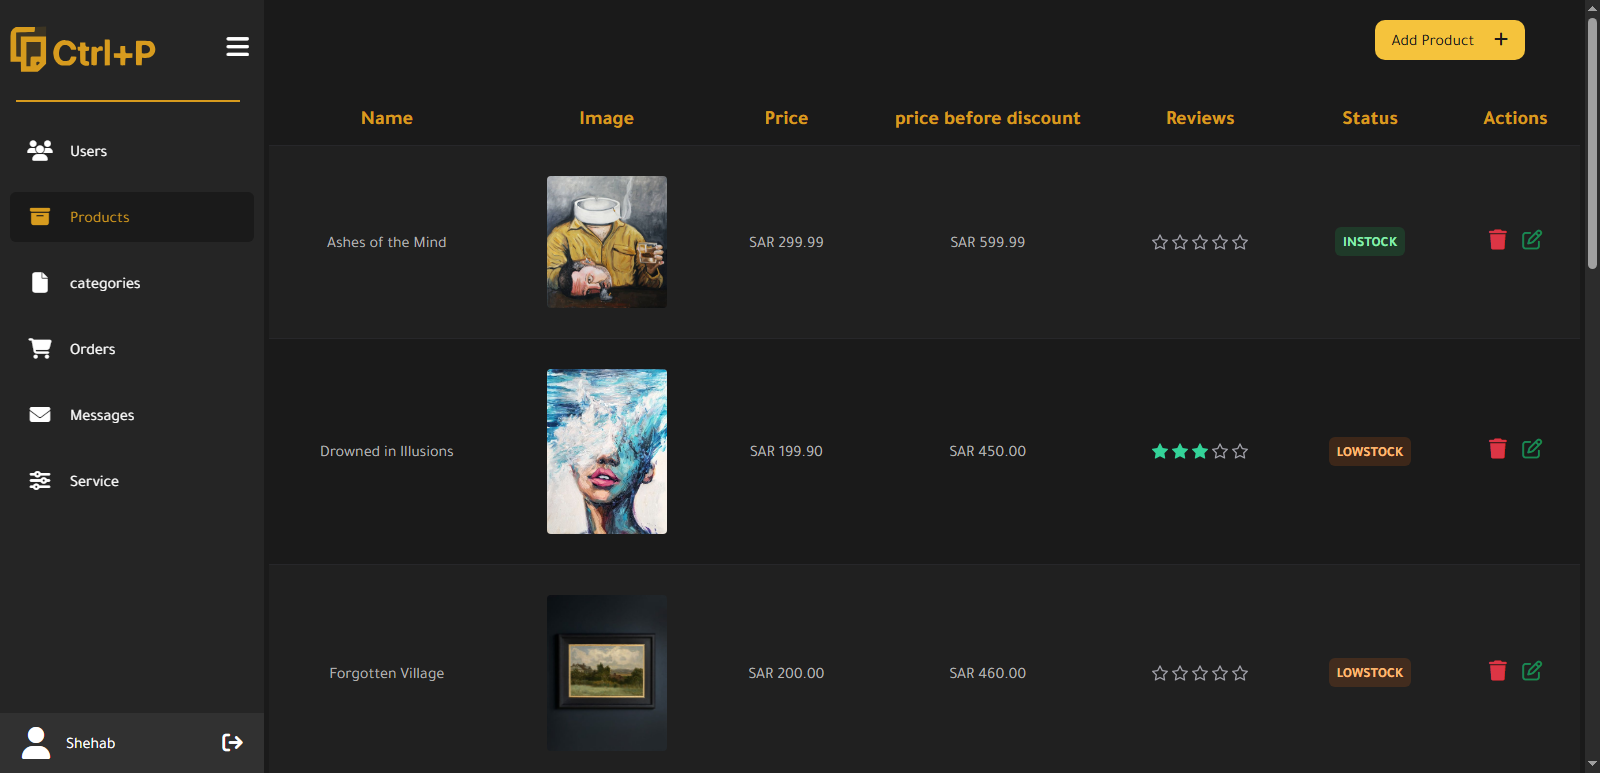 Ctrl+P
Add Product +
Users
Products
categories
Orders
Messages
Service
Shehab
Name Image Price price before discount Reviews Status Actions
Ashes of the Mind SAR 299.99 SAR 599.99 INSTOCK
Drowned in Illusions SAR 199.90 SAR 450.00 LOWSTOCK
Forgotten Village SAR 200.00 SAR 460.00 LOWSTOCK